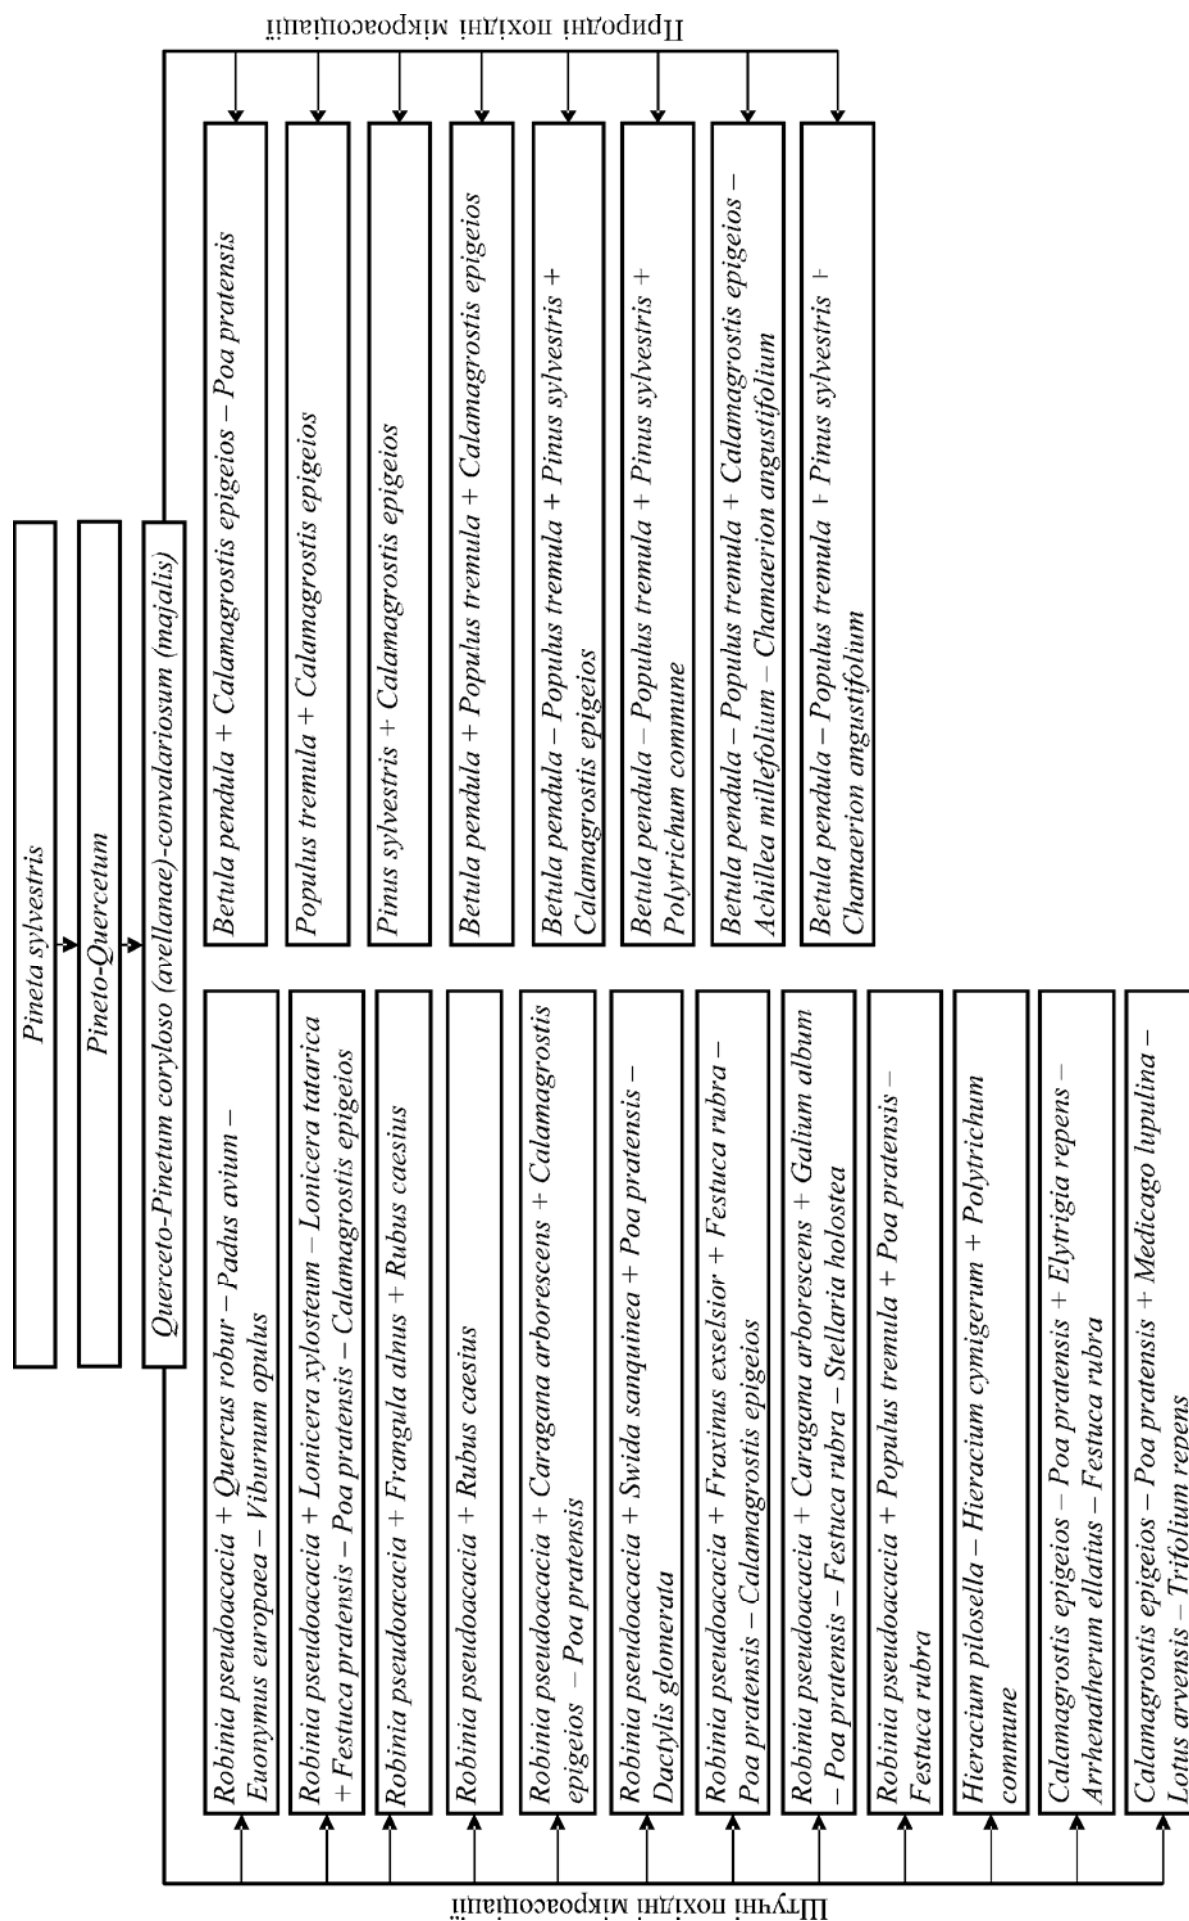 Pineta sylvestris
Pineto-Quercetum
Querceto-Pinetum coryloso (avellanae)-convalariosum (majalis)
Штучні похідні мікроасоціації
Robinia pseudoacacia + Quercus robur – Padus avium –
Euonymus europaea – Viburnum opulus
Robinia pseudoacacia + Lonicera xylosteum – Lonicera tatarica
+ Festuca pratensis – Poa pratensis – Calamagrostis epigeios
Robinia pseudoacacia + Frangula alnus + Rubus caesius
Robinia pseudoacacia + Rubus caesius
Robinia pseudoacacia + Caragana arborescens + Calamagrostis
epigeios – Poa pratensis
Robinia pseudoacacia + Swida sanquinea + Poa pratensis –
Dactylis glomerata
Robinia pseudoacacia + Fraxinus exselsior + Festuca rubra –
Poa pratensis – Calamagrostis epigeios
Robinia pseudoacacia + Caragana arborescens + Galium album
– Poa pratensis – Festuca rubra – Stellaria holostea
Robinia pseudoacacia + Populus tremula + Poa pratensis –
Festuca rubra
Hieracium pilosella – Hieracium cymigerum + Polytrichum
commune
Calamagrostis epigeios – Poa pratensis + Elytrigia repens –
Arrhenatherum ellatius – Festuca rubra
Calamagrostis epigeios – Poa pratensis + Medicago lupulina –
Lotus arvensis – Trifolium repens
Природні похідні мікроасоціації
Betula pendula + Calamagrostis epigeios – Poa pratensis
Populus tremula + Calamagrostis epigeios
Pinus sylvestris + Calamagrostis epigeios
Betula pendula + Populus tremula + Calamagrostis epigeios
Betula pendula – Populus tremula + Pinus sylvestris +
Calamagrostis epigeios
Betula pendula – Populus tremula + Pinus sylvestris +
Polytrichum commune
Betula pendula – Populus tremula + Calamagrostis epigeios –
Achillea millefolium – Chamaerion angustifolium
Betula pendula – Populus tremula + Pinus sylvestris +
Chamaerion angustifolium